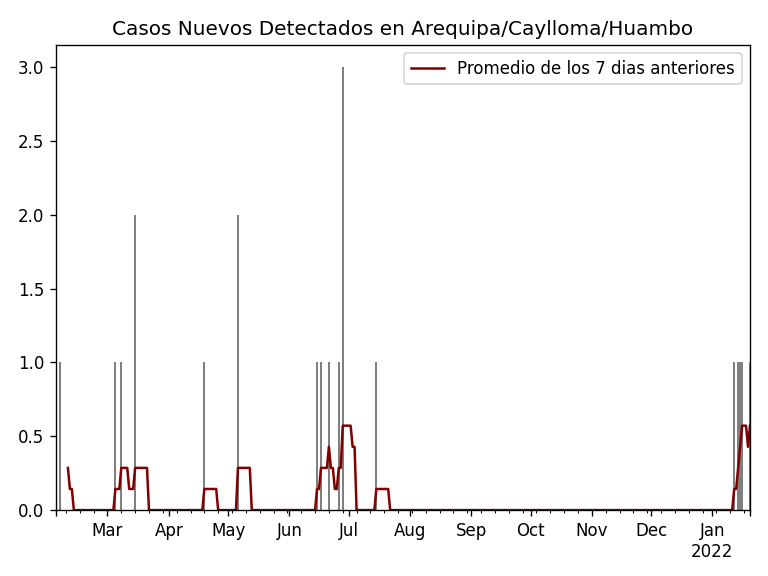 Casos Nuevos Detectados en Arequipa/Caylloma/Huambo
Promedio de los 7 dias anteriores
3.0
2.5
2.0
1.5
1.0
0.5
0.0
Mar Apr May Jun Jul Aug Sep Oct Nov Dec Jan
2022